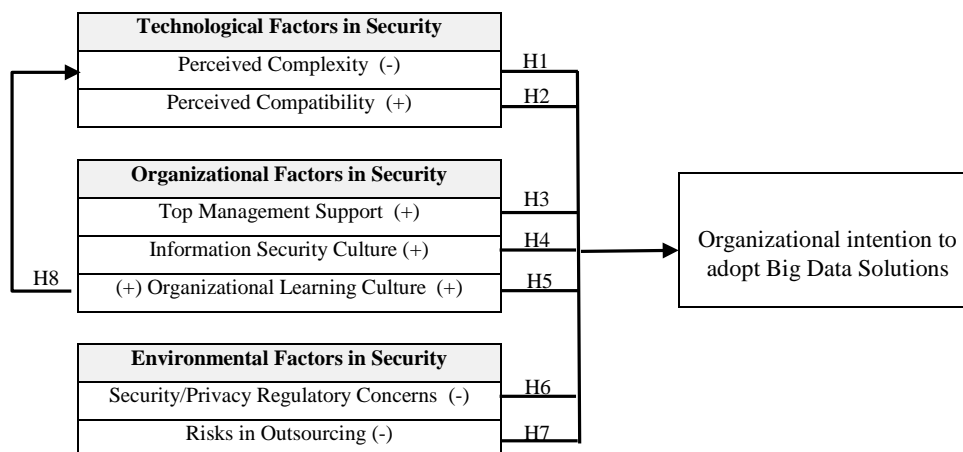 Technological Factors in Security
Perceived Complexity (-)
H1
Perceived Compatibility (+)
H2
Organizational Factors in Security
Top Management Support (+)
H3
Information Security Culture (+)
H4
H8
(+) Organizational Learning Culture (+)
H5
Organizational intention to
adopt Big Data Solutions
Environmental Factors in Security
Security/Privacy Regulatory Concerns (-)
H6
Risks in Outsourcing (-)
H7